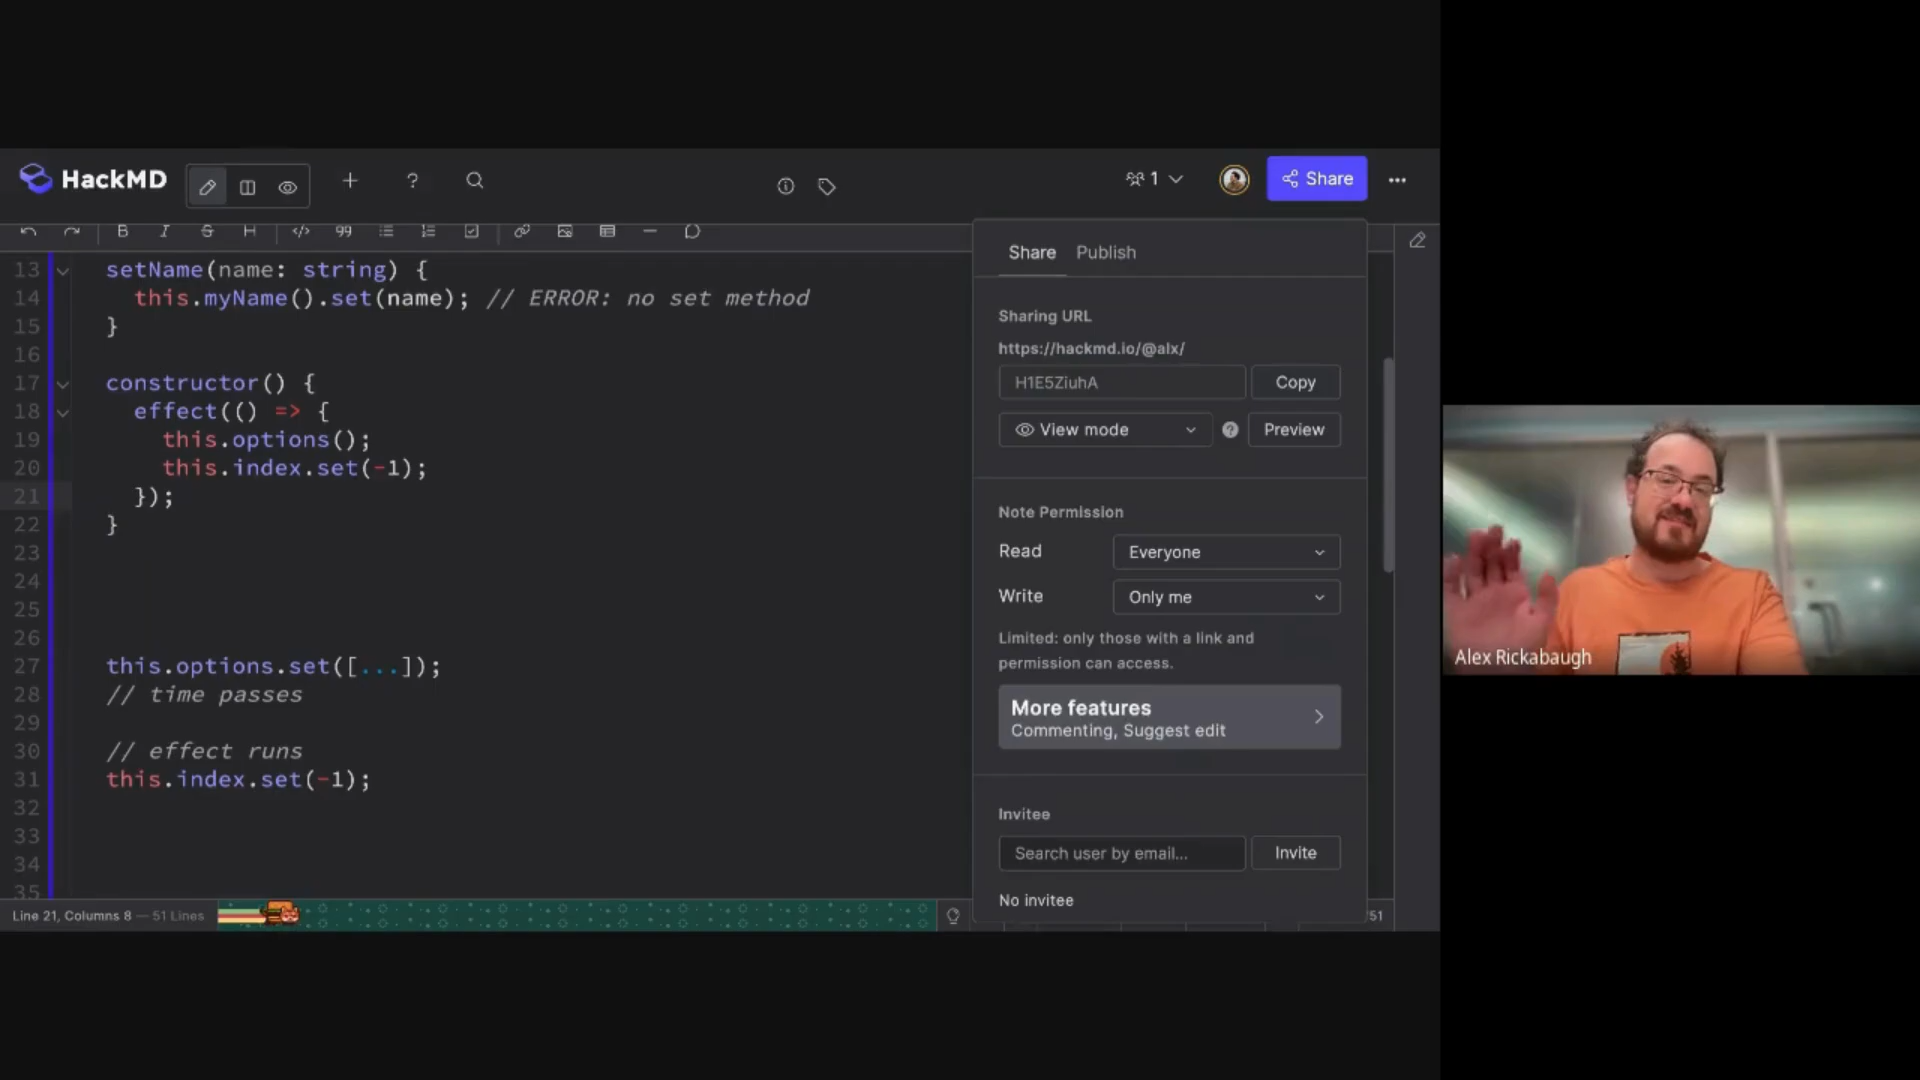 HackMD
1
Share
B I S H </> 99
13 setName(name: string) {
14 this.myName().set(name); // ERROR: no set method
15 }
16
17 constructor() {
18 effect(() => {
19 this.options();
20 this.index.set(-1);
21 });
22 }
23
24
25
26
27 this.options.set([...]);
28 // time passes
29
30 // effect runs
31 this.index.set(-1);
32
33
34
35
Line 21, Columns 8 — 51 Lines
Share Publish
Sharing URL
https://hackmd.io/@alx/
H1E5ZiuhA Copy
View mode ? Preview
Note Permission
Read Everyone
Write Only me
Limited: only those with a link and
permission can access.
More features
Commenting, Suggest edit
Invitee
Search user by email... Invite
No invitee
51
Alex Rickabaugh